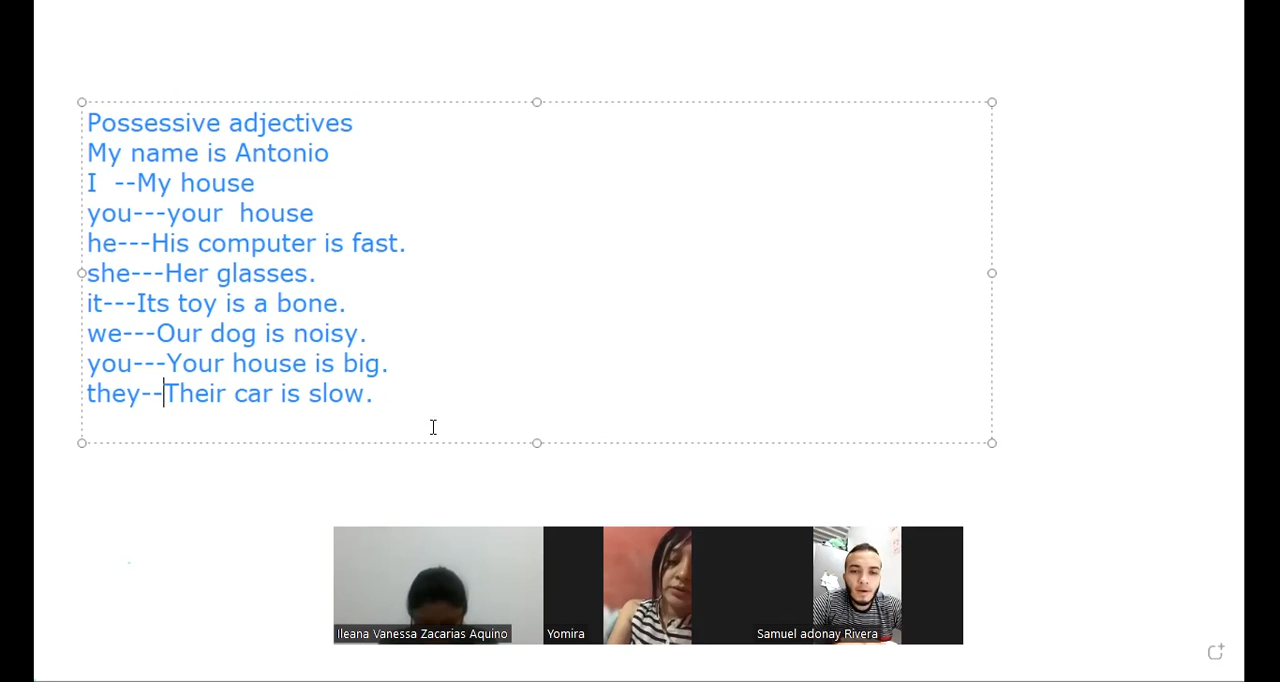 Possessive adjectives
My name is Antonio
I  --My house
you---your  house
he---His computer is fast.
she---Her glasses.
it---Its toy is a bone.
we---Our dog is noisy.
you---Your house is big.
they--Their car is slow.
Ileana Vanessa Zacarias Aquino
Yomira
Samuel adonay Rivera